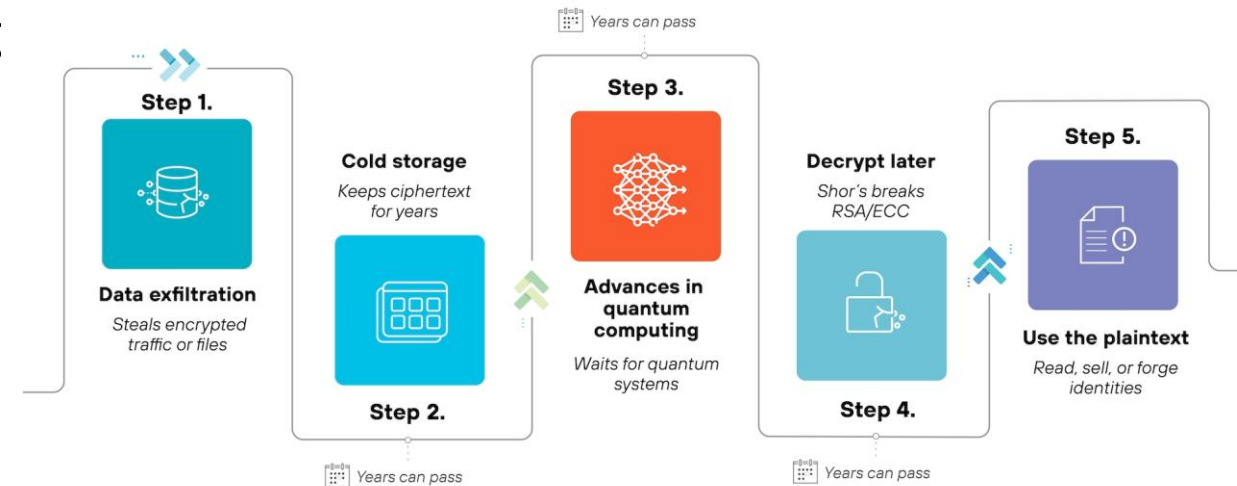 Years can pass
Step 1.
Data exfiltration
Steals encrypted
traffic or files
Cold storage
Keeps ciphertext
for years
Step 2.
Years can pass
Step 3.
Advances in
quantum
computing
Waits for quantum
systems
Decrypt later
Shor's breaks
RSA/ECC
Step 4.
Years can pass
Step 5.
Use the plaintext
Read, sell, or forge
identities